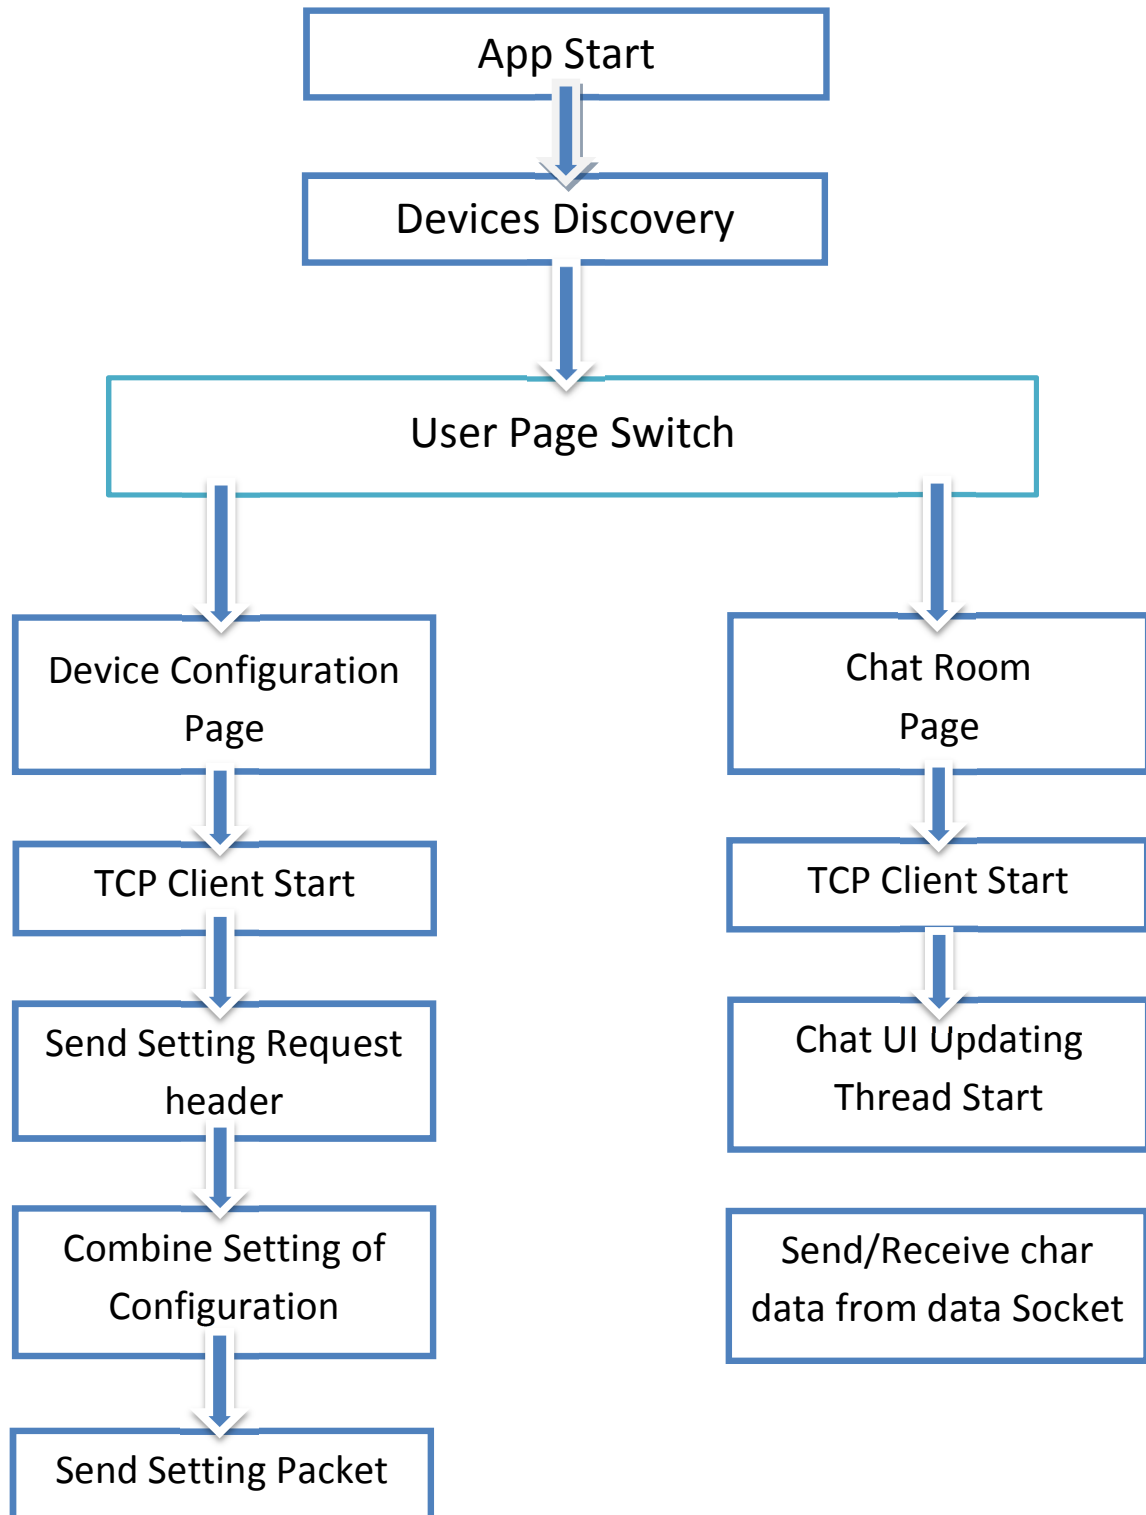 App Start
Devices Discovery
User Page Switch
Device Configuration
Page
TCP Client Start
Send Setting Request
header
Combine Setting of
Configuration
Send Setting Packet
Chat Room
Page
TCP Client Start
Chat UI Updating
Thread Start
Send/Receive char
data from data Socket